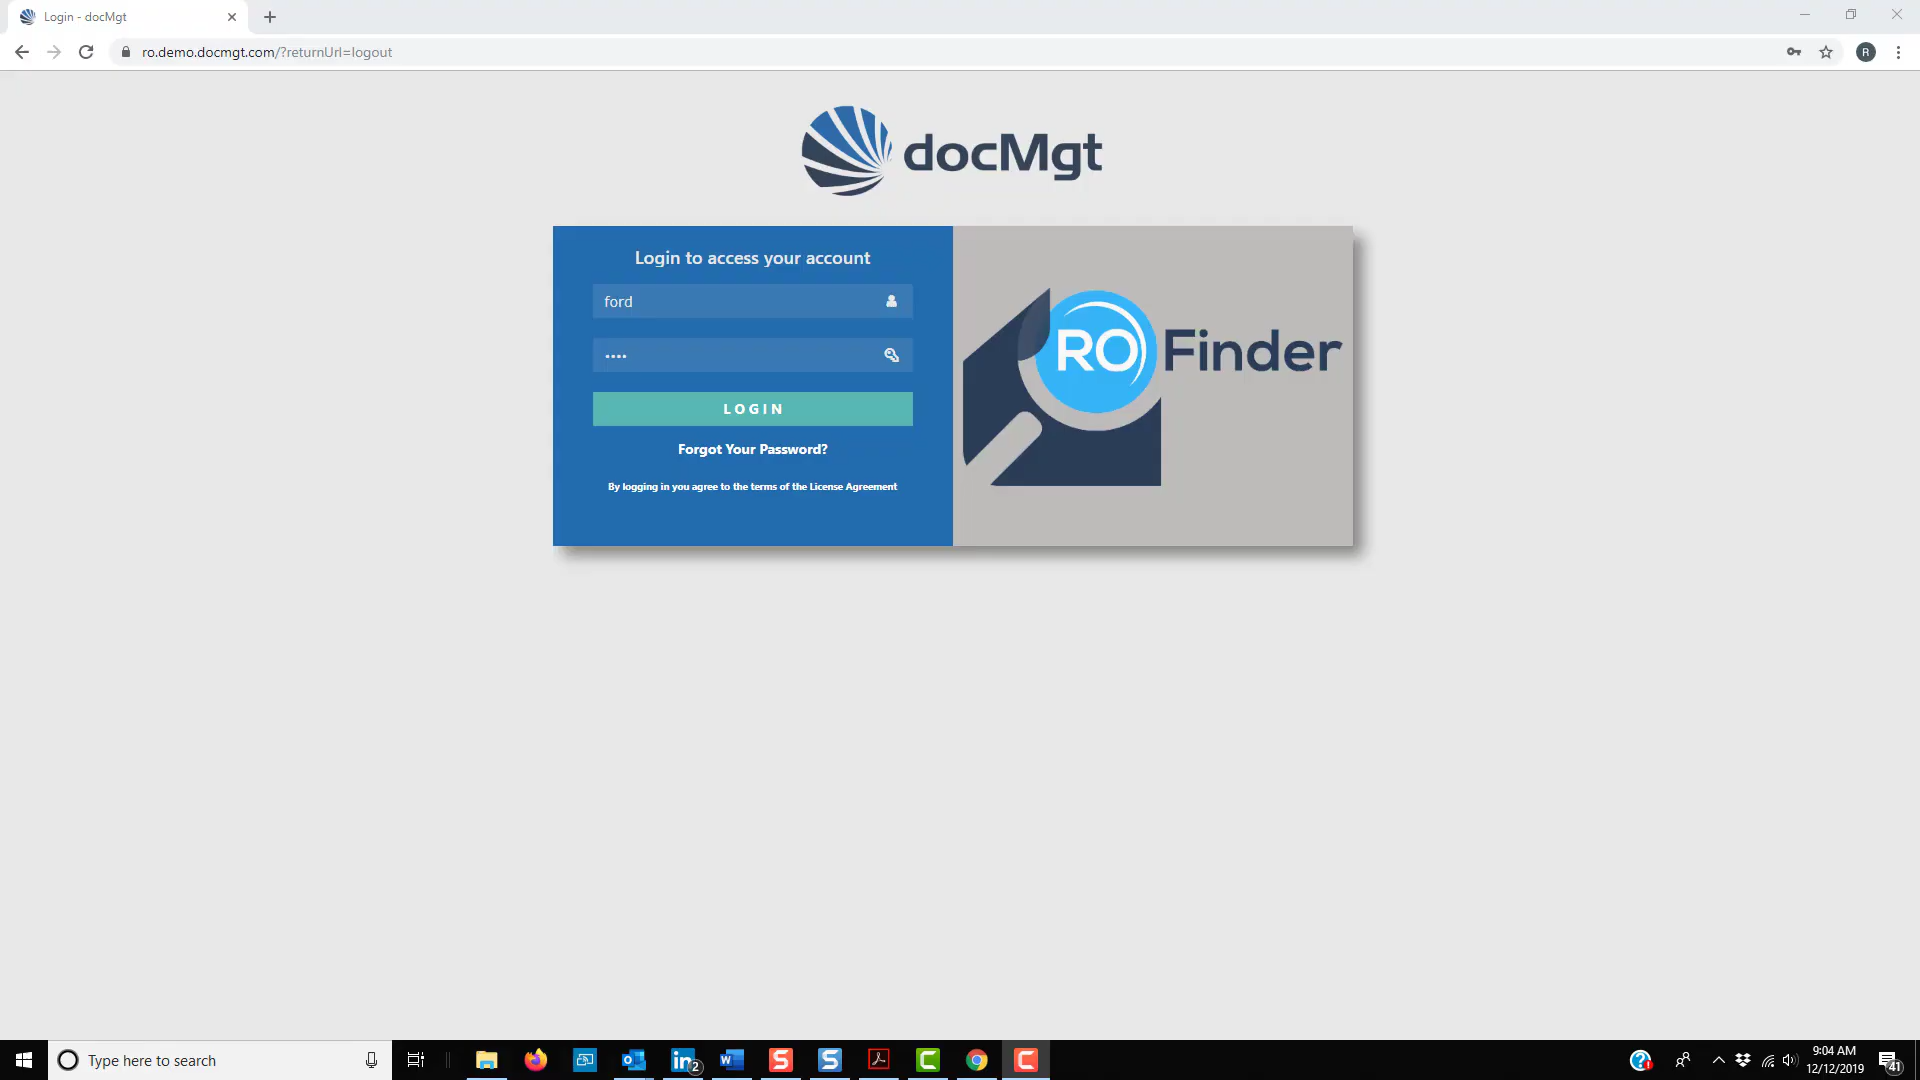 Login - docMgt
ro.demo.docmgt.com/?returnUrl=logout
R
docMgt
Login to access your account
ford
••••
LOGIN
Forgot Your Password?
By logging in you agree to the terms of the License Agreement
RO Finder
Type here to search
2
9:04 AM
12/12/2019
41